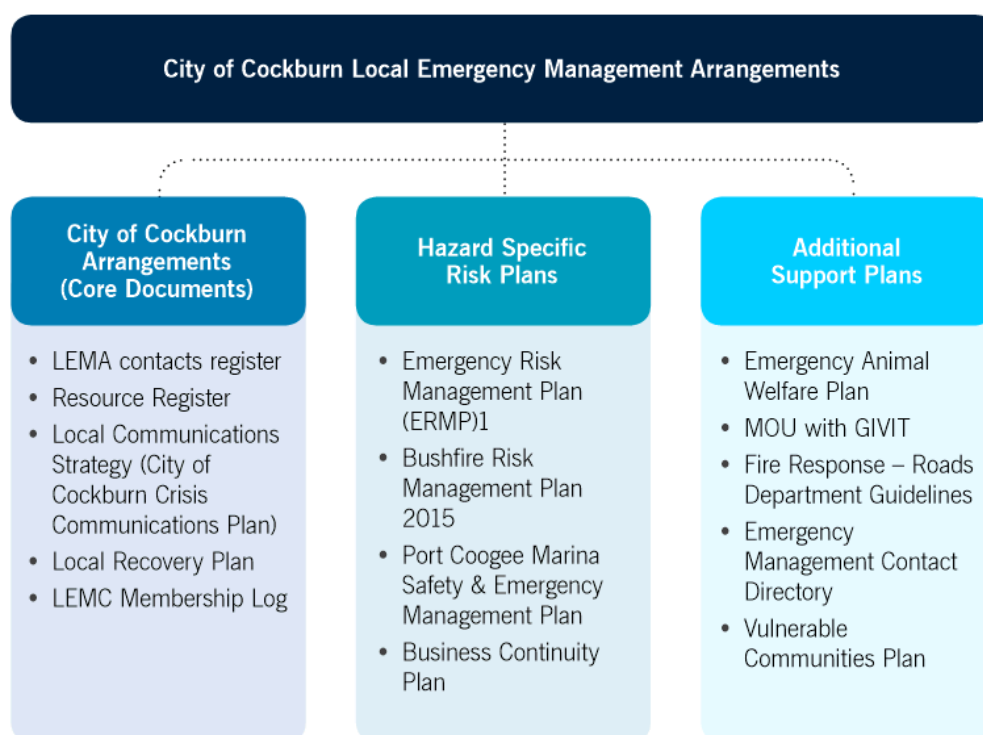 City of Cockburn Local Emergency Management Arrangements
City of Cockburn
Arrangements
(Core Documents)
• LEMA contacts register
• Resource Register
• Local Communications
Strategy (City of
Cockburn Crisis
Communications Plan)
• Local Recovery Plan
• LEMC Membership Log
Hazard Specific
Risk Plans
• Emergency Risk
Management Plan
(ERMP)1
• Bushfire Risk
Management Plan
2015
• Port Coogee Marina
Safety & Emergency
Management Plan
• Business Continuity
Plan
Additional
Support Plans
• Emergency Animal
Welfare Plan
• MOU with GIVIT
• Fire Response – Roads
Department Guidelines
• Emergency
Management Contact
Directory
• Vulnerable
Communities Plan